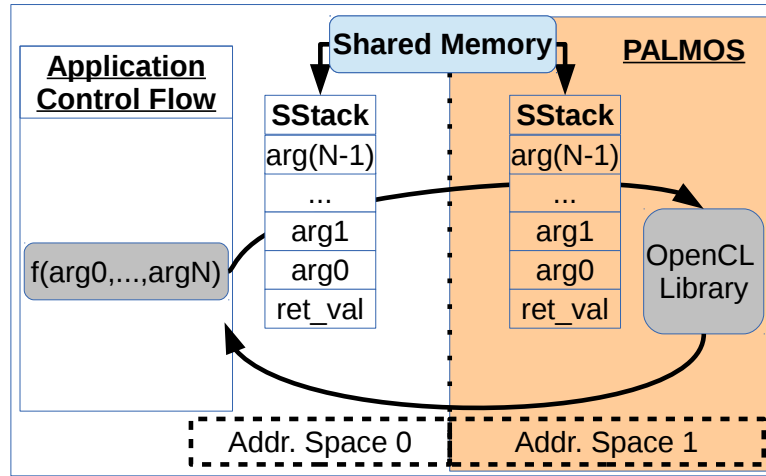 Shared Memory
Application
Control Flow
PALMOS
SStack
arg(N-1)
...
arg1
arg0
ret_val
SStack
arg(N-1)
...
arg1
arg0
ret_val
f(arg0,...,argN)
OpenCL
Library
Addr. Space 0
Addr. Space 1